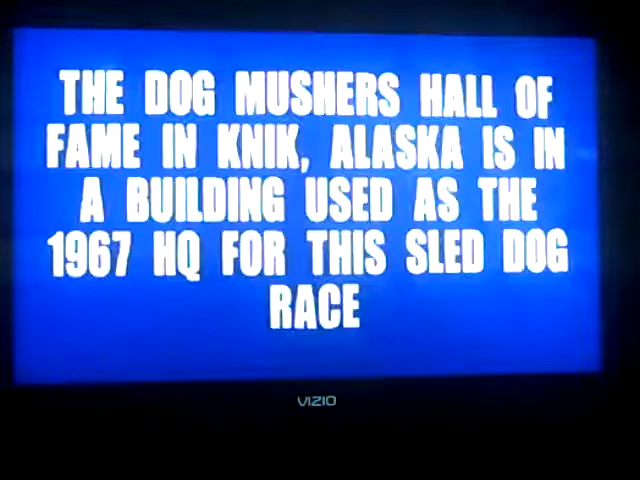 THE DOG MUSHERS HALL OF
FAME IN KNIK, ALASKA IS IN
A BUILDING USED AS THE
1967 HQ FOR THIS SLED DOG
RACE
VIZIO